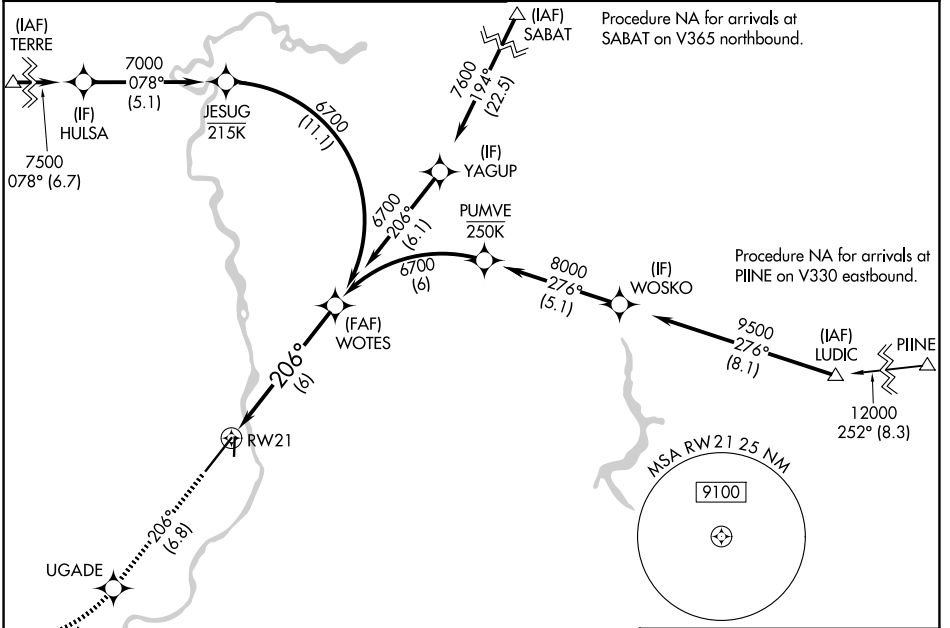 (IAF)
TERRE
7000
078°
(5.1)
(IF)
HULSA
7500
078° (6.7)
JESUG
215K
6700
(11.1)
(IAF)
SABAT
Procedure NA for arrivals at
SABAT on V365 northbound.
7600
194°
(22.5)
(IF)
YAGUP
6700
206°
(6.1)
PUMVE
250K
6700
(6)
8000
276°
(5.1)
(IF)
WOSKO
Procedure NA for arrivals at
PIINE on V330 eastbound.
9500
276°
(8.1)
(IAF)
LUDIC
PIINE
12000
252° (8.3)
(FAF)
WOTES
206°
(6)
RW21
206°
(6.8)
UGADE
MSA RW21 25 NM
9100